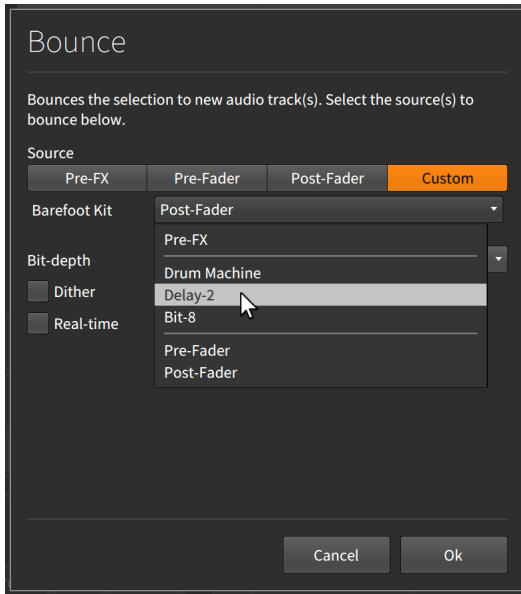 Bounce
Bounces the selection to new audio track(s). Select the source(s) to
bounce below.
Source
Pre-FX Pre-Fader Post-Fader Custom
Barefoot Kit Post-Fader
Pre-FX
Bit-depth
Drum Machine
Dither
Delay-2
Bit-8
Real-time
Pre-Fader
Post-Fader
Cancel Ok